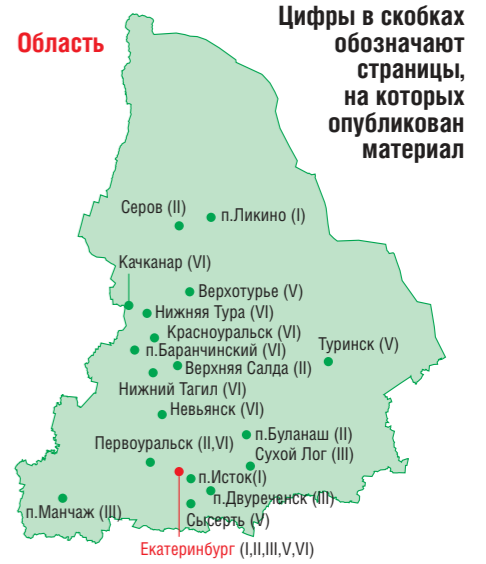 Область
Цифры в скобках
обозначают
страницы,
на которых
опубликован
материал
Серов (II)
п.Ликино (I)
Качканар (VI)
Верхотурье (V)
Нижняя Тура (VI)
Красноуральск (VI)
п.Баранчинский (VI)
Туринск (V)
Верхняя Салда (II)
Нижний Тагил (VI)
Невьянск (VI)
п.Буланаш (II)
Первоуральск (II,VI)
Сухой Лог (III)
п.Исток(I)
п.Двуреченск (III)
п.Манчаж (III)
Сысерть (V)
Екатеринбург (I,II,III,V,VI)